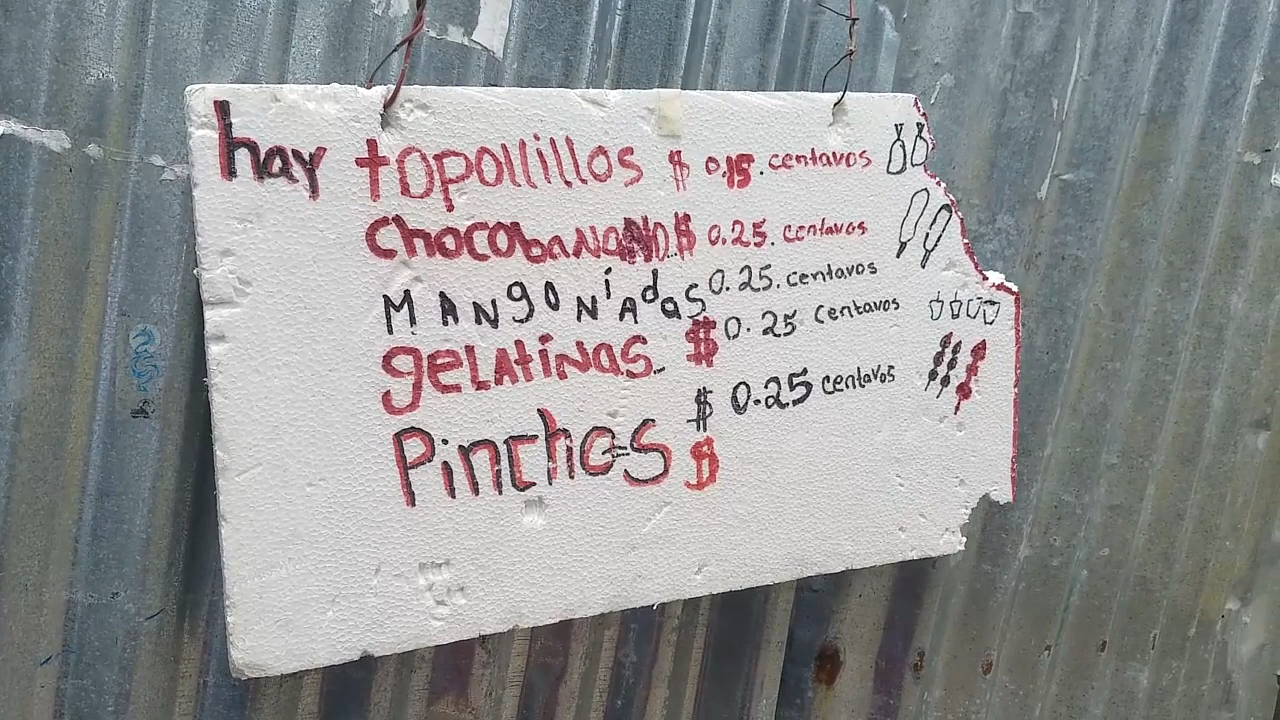 hay topollillos $ 0.15. centavos
chocobanano.$ 0.25. centavos
MANgONiAdas 0.25. centavos
geLAtiNAS $ 0.25 centavos
$ 0.25 centavos
Pinchos $